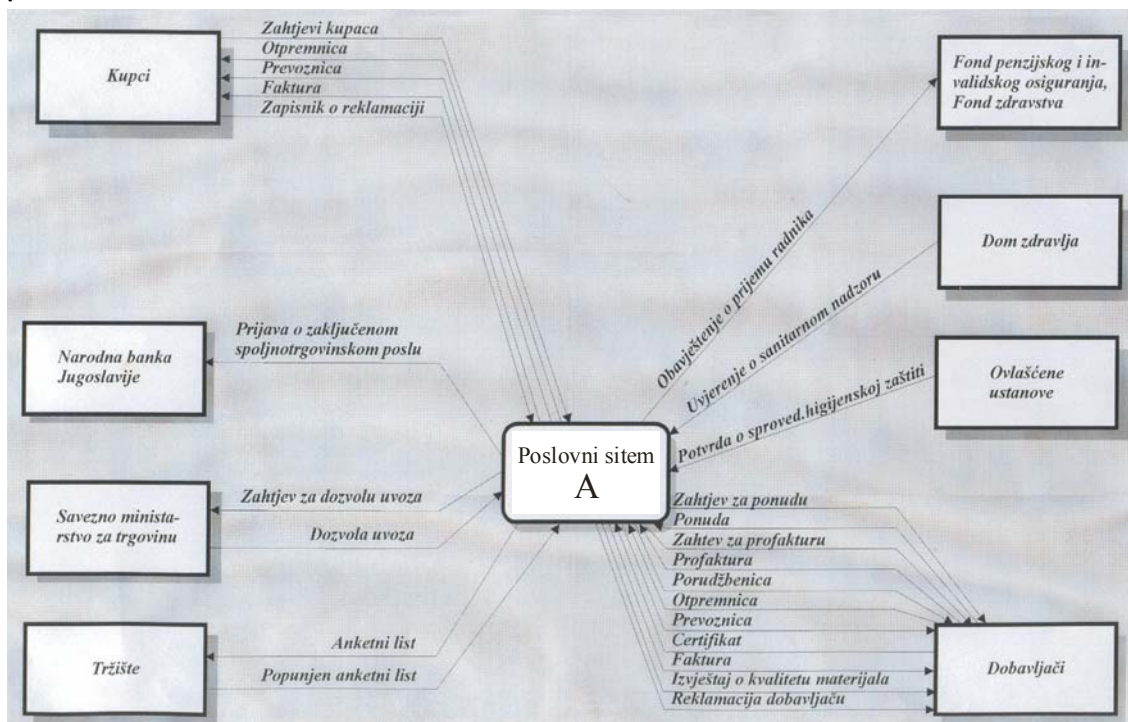 Kupci
Zahtjevi kupaca
Otpremnica
Prevoznica
Faktura
Zapisnik o reklamaciji
Fond penzijskog i in-
validskog osiguranja,
Fond zdravstva
Dom zdravlja
Ovlašćene
ustanove
Obavještenje o prijemu radnika
Uvjerenje o sanitarnom nadzoru
Potvrda o sproved.higijenskoj zaštiti
Narodna banka
Jugoslavije
Prijava o zaključenom
spoljnotrgovinskom poslu
Poslovni sitem
A
Savezno minista-
rstvo za trgovinu
Zahtjev za dozvolu uvoza
Dozvola uvoza
Tržište
Anketni list
Popunjen anketni list
Zahtjev za ponudu
Ponuda
Zahtev za profakturu
Profaktura
Porudžbenica
Otpremnica
Prevoznica
Certifikat
Faktura
Izvještaj o kvalitetu materijala
Reklamacija dobavljaču
Dobavljači